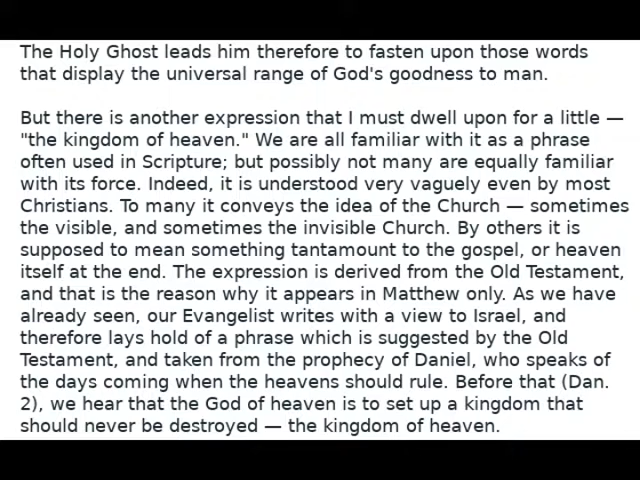 The Holy Ghost leads him therefore to fasten upon those words
that display the universal range of God's goodness to man.
But there is another expression that I must dwell upon for a little —
"the kingdom of heaven." We are all familiar with it as a phrase
often used in Scripture; but possibly not many are equally familiar
with its force. Indeed, it is understood very vaguely even by most
Christians. To many it conveys the idea of the Church — sometimes
the visible, and sometimes the invisible Church. By others it is
supposed to mean something tantamount to the gospel, or heaven
itself at the end. The expression is derived from the Old Testament,
and that is the reason why it appears in Matthew only. As we have
already seen, our Evangelist writes with a view to Israel, and
therefore lays hold of a phrase which is suggested by the Old
Testament, and taken from the prophecy of Daniel, who speaks of
the days coming when the heavens should rule. Before that (Dan.
2), we hear that the God of heaven is to set up a kingdom that
should never be destroyed — the kingdom of heaven.